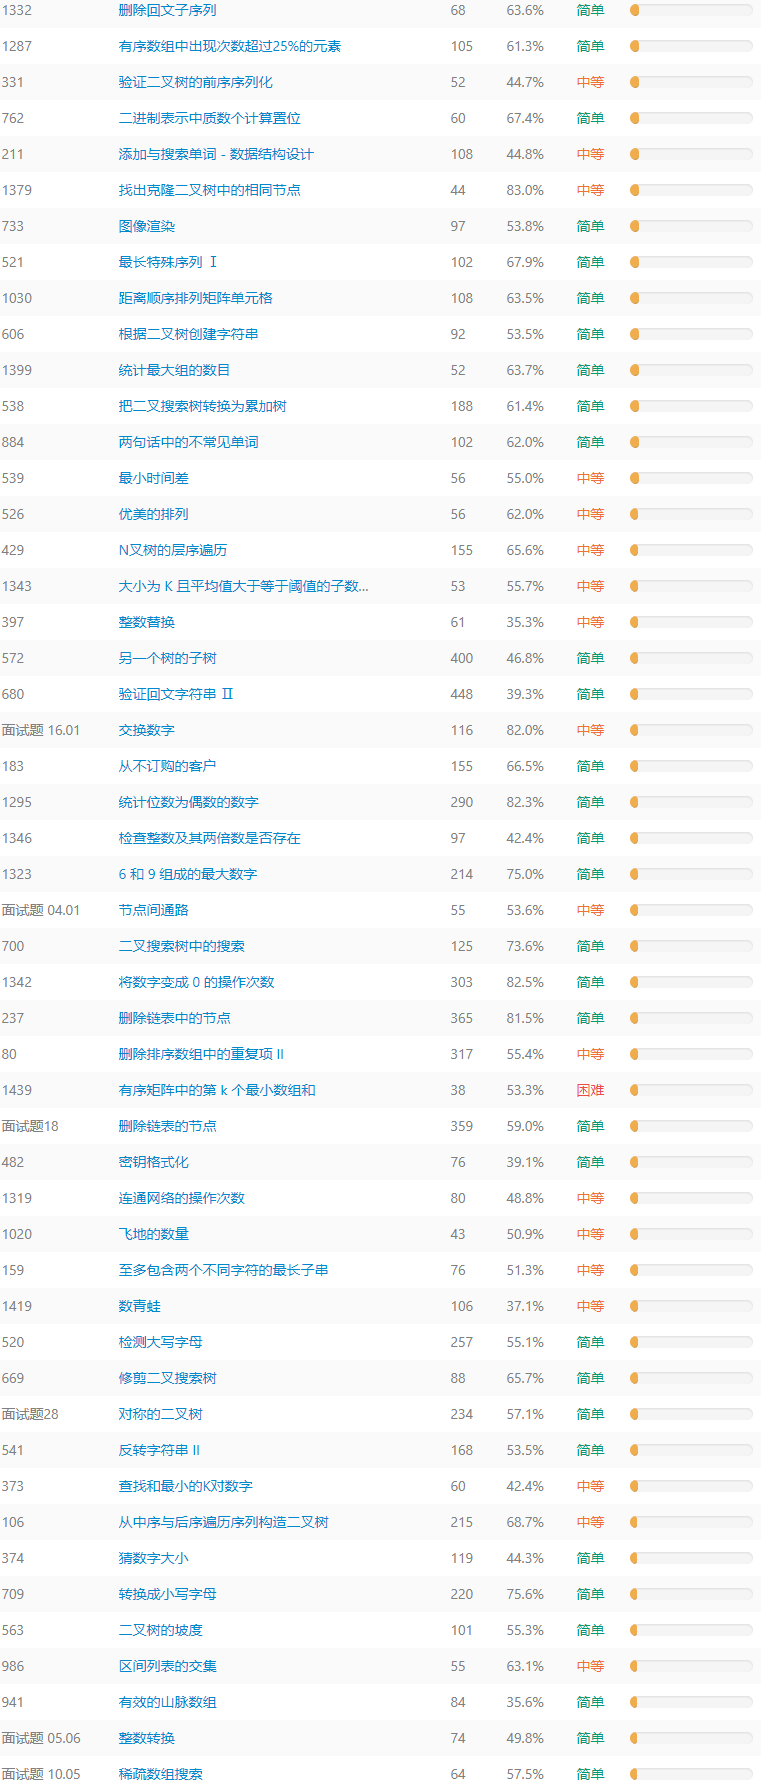 1332 删除回文子序列 68 63.6% 简单
1287 有序数组中出现次数超过25%的元素 105 61.3% 简单
331 验证二叉树的前序序列化 52 44.7% 中等
762 二进制表示中质数个计算置位 60 67.4% 简单
211 添加与搜索单词 - 数据结构设计 108 44.8% 中等
1379 找出克隆二叉树中的相同节点 44 83.0% 中等
733 图像渲染 97 53.8% 简单
521 最长特殊序列 Ⅰ 102 67.9% 简单
1030 距离顺序排列矩阵单元格 108 63.5% 简单
606 根据二叉树创建字符串 92 53.5% 简单
1399 统计最大组的数目 52 63.7% 简单
538 把二叉搜索树转换为累加树 188 61.4% 简单
884 两句话中的不常见单词 102 62.0% 简单
539 最小时间差 56 55.0% 中等
526 优美的排列 56 62.0% 中等
429 N叉树的层序遍历 155 65.6% 中等
1343 大小为 K 且平均值大于等于阈值的子数... 53 55.7% 中等
397 整数替换 61 35.3% 中等
572 另一个树的子树 400 46.8% 简单
680 验证回文字符串 Ⅱ 448 39.3% 简单
面试题 16.01 交换数字 116 82.0% 中等
183 从不订购的客户 155 66.5% 简单
1295 统计位数为偶数的数字 290 82.3% 简单
1346 检查整数及其两倍数是否存在 97 42.4% 简单
1323 6 和 9 组成的最大数字 214 75.0% 简单
面试题 04.01 节点间通路 55 53.6% 中等
700 二叉搜索树中的搜索 125 73.6% 简单
1342 将数字变成 0 的操作次数 303 82.5% 简单
237 删除链表中的节点 365 81.5% 简单
80 删除排序数组中的重复项 II 317 55.4% 中等
1439 有序矩阵中的第 k 个最小数组和 38 53.3% 困难
面试题18 删除链表的节点 359 59.0% 简单
482 密钥格式化 76 39.1% 简单
1319 连通网络的操作次数 80 48.8% 中等
1020 飞地的数量 43 50.9% 中等
159 至多包含两个不同字符的最长子串 76 51.3% 中等
1419 数青蛙 106 37.1% 中等
520 检测大写字母 257 55.1% 简单
669 修剪二叉搜索树 88 65.7% 简单
面试题28 对称的二叉树 234 57.1% 简单
541 反转字符串 II 168 53.5% 简单
373 查找和最小的K对数字 60 42.4% 中等
106 从中序与后序遍历序列构造二叉树 215 68.7% 中等
374 猜数字大小 119 44.3% 简单
709 转换成小写字母 220 75.6% 简单
563 二叉树的坡度 101 55.3% 简单
986 区间列表的交集 55 63.1% 中等
941 有效的山脉数组 84 35.6% 简单
面试题 05.06 整数转换 74 49.8% 简单
面试题 10.05 稀疏数组搜索 64 57.5% 简单